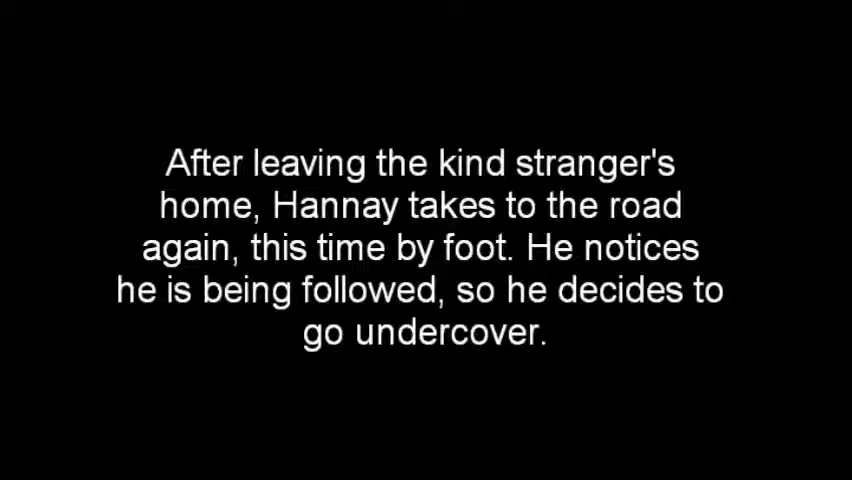 After leaving the kind stranger's
home, Hannay takes to the road
again, this time by foot. He notices
he is being followed, so he decides to
go undercover.